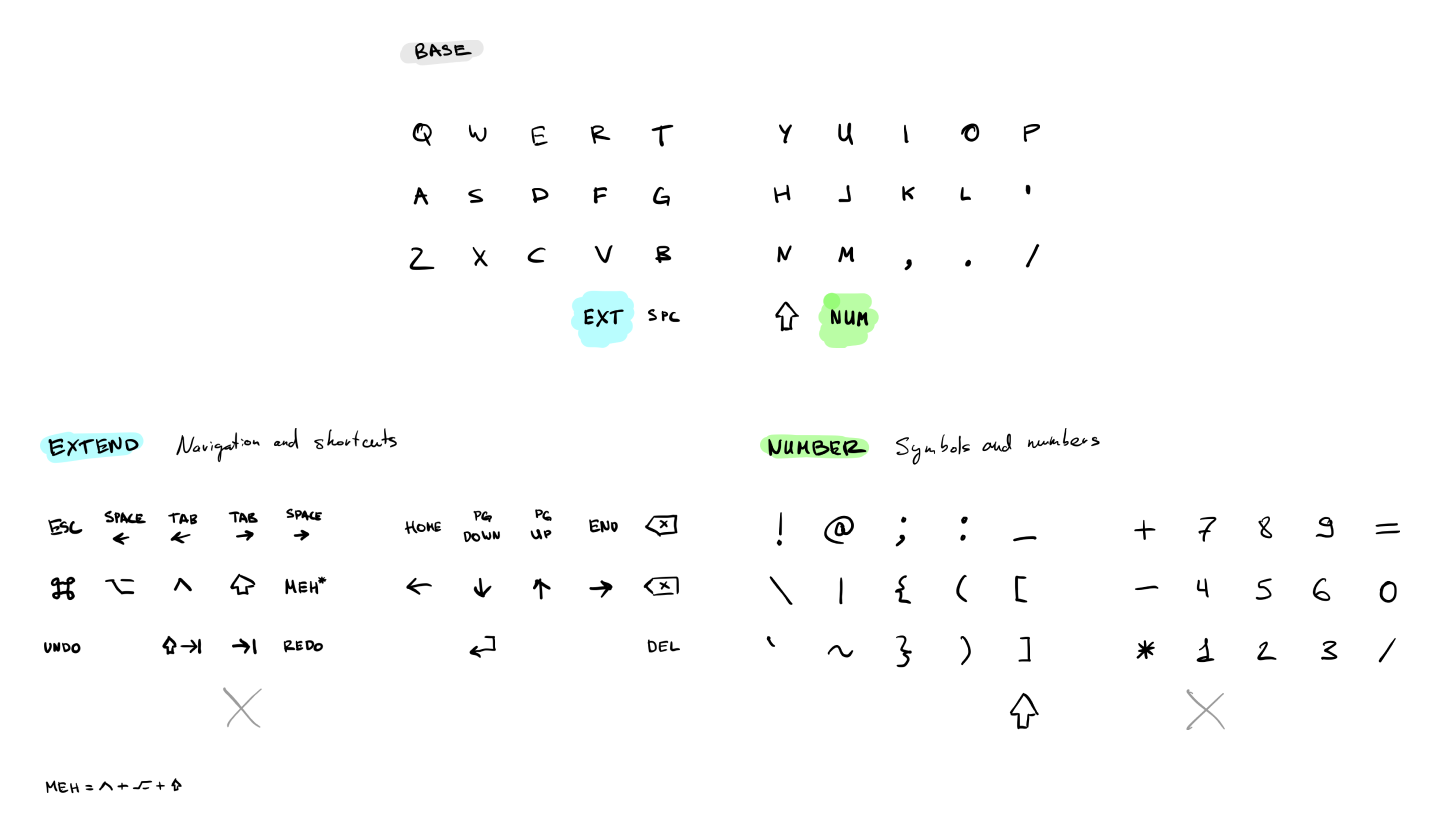 BASE
Q W E R T Y U I O P
A S D F G H J K L '
Z X C V B N M , . /
EXT SPC ⇧ NUM
EXTEND Navigation and shortcuts
NUMBER Symbols and numbers
ESC SPACE ← TAB ← TAB → SPACE → HOME PG DOWN PG UP END ⌫
⌘ ⌥ ^ ⇧ MEH* ← ↓ ↑ → ⌫
UNDO ⇧→| →| REDO ↵ DEL
! @ ; : _ + 7 8 9 =
\ | { ( [ - 4 5 6 0
` ~ } ) ] * 1 2 3 /
⇧
MEH = ^ + ⌥ + ⇧